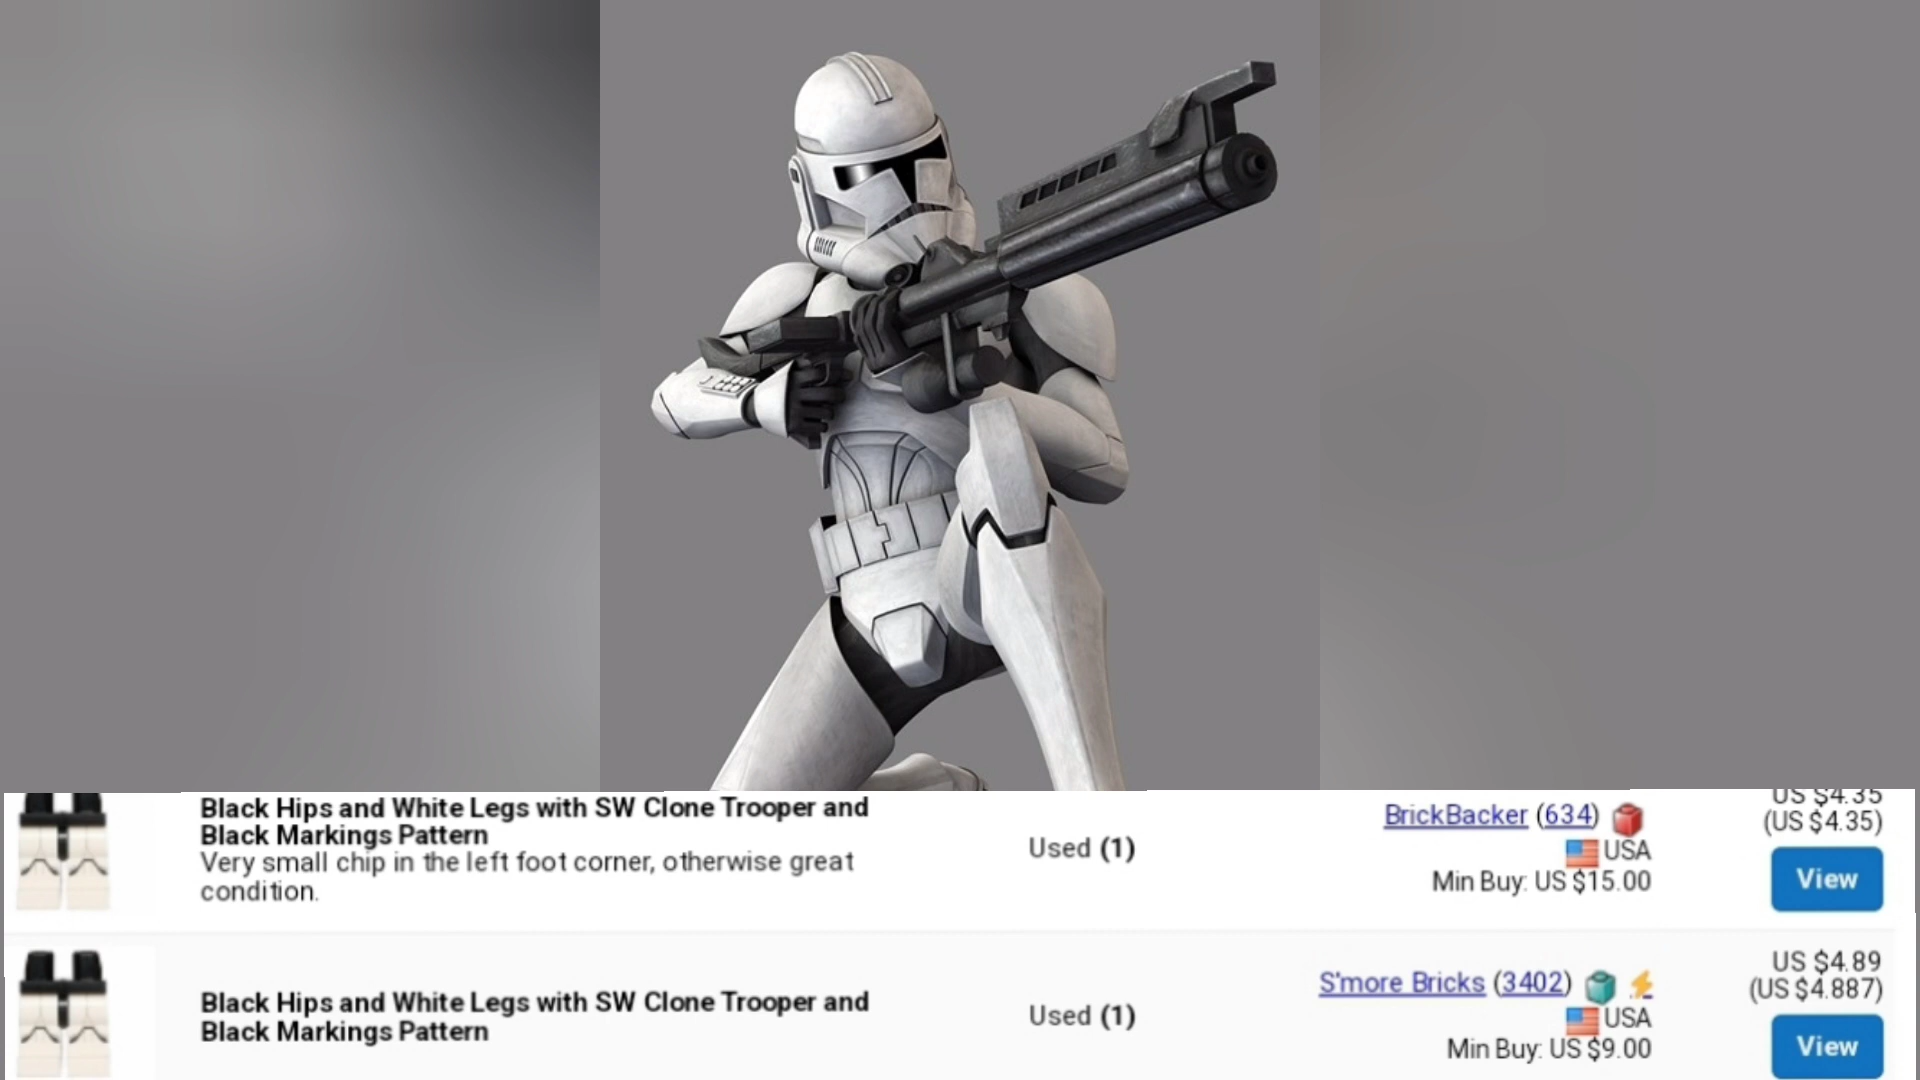 Black Hips and White Legs with SW Clone Trooper and
Black Markings Pattern
Very small chip in the left foot corner, otherwise great
condition.
Used (1)
BrickBacker (634)
USA
Min Buy: US $15.00
US $4.35
(US $4.35)
View
Black Hips and White Legs with SW Clone Trooper and
Black Markings Pattern
Used (1)
S'more Bricks (3402)
USA
Min Buy: US $9.00
US $4.89
(US $4.887)
View